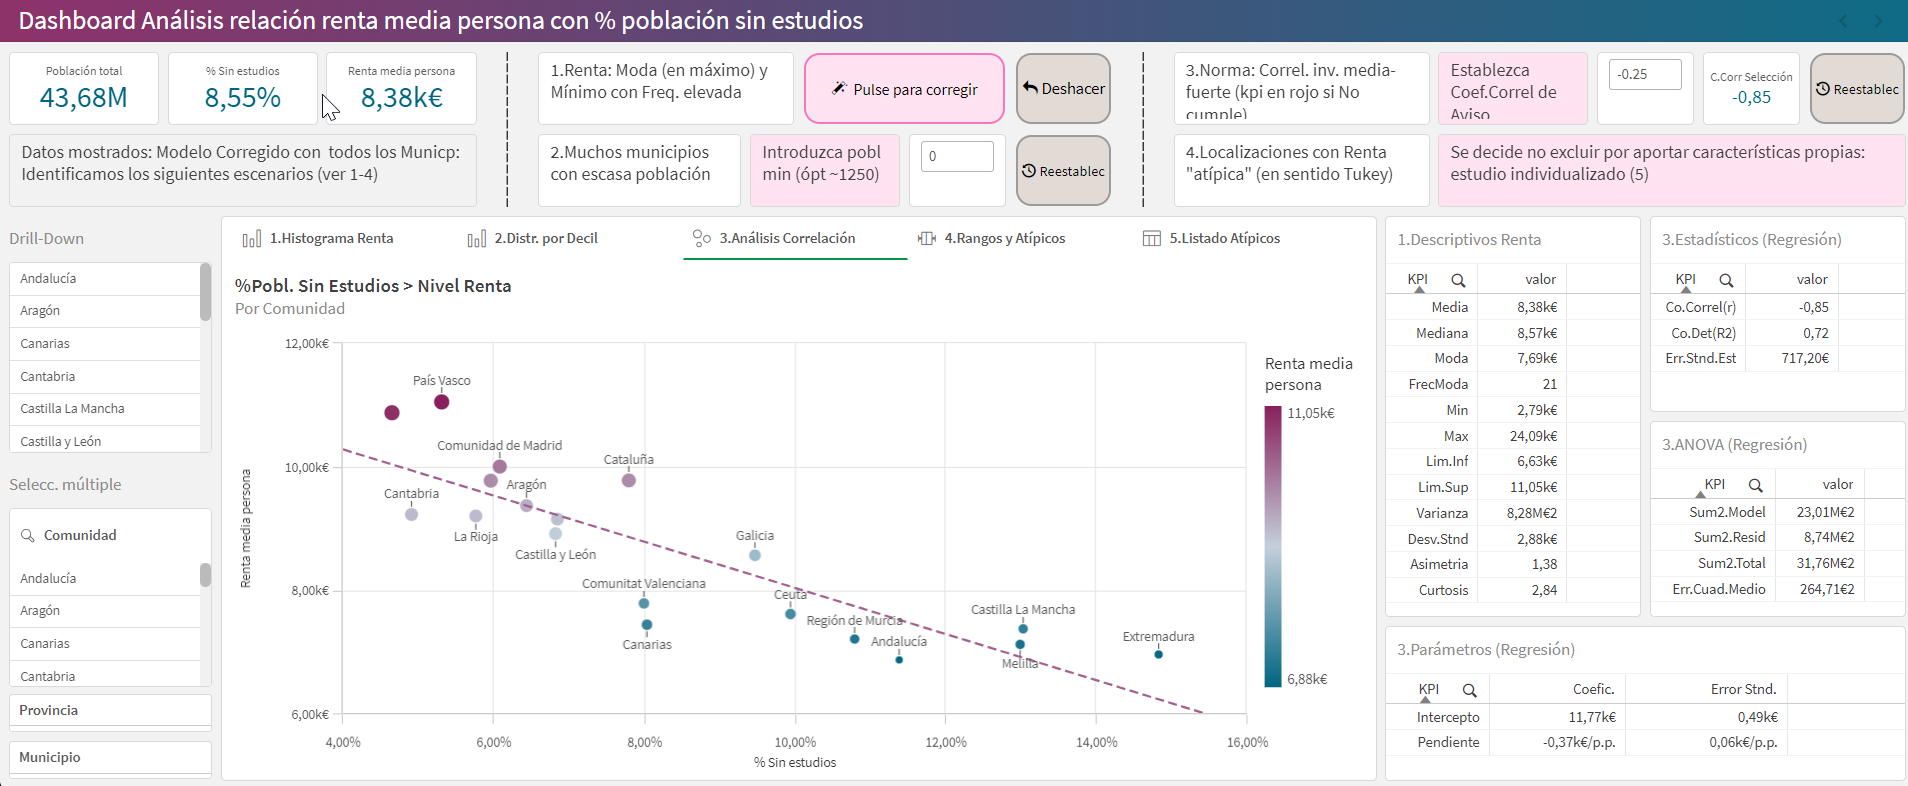 Dashboard Análisis relación renta media persona con % población sin estudios
Población total
43,68M
% Sin estudios
8,55%
Renta media persona
8,38k€
Datos mostrados: Modelo Corregido con todos los Municp:
Identificamos los siguientes escenarios (ver 1-4)
1.Renta: Moda (en máximo) y
Mínimo con Freq. elevada
Pulse para corregir
Deshacer
2.Muchos municipios
con escasa población
Introduzca pobl
min (ópt ~1250)
0
Reestablec
3.Norma: Correl. inv. media-
fuerte (kpi en rojo si No
cumple)
Establezca
Coef.Correl de
Aviso
-0.25
C.Corr Selección
-0,85
Reestablec
4.Localizaciones con Renta
"atípica" (en sentido Tukey)
Se decide no excluir por aportar características propias:
estudio individualizado (5)
Drill-Down
Andalucía
Aragón
Canarias
Cantabria
Castilla La Mancha
Castilla y León
Selecc. múltiple
Comunidad
Andalucía
Aragón
Canarias
Cantabria
Provincia
Municipio
1.Histograma Renta
2.Distr. por Decil
3.Análisis Correlación
4.Rangos y Atípicos
5.Listado Atípicos
%Pobl. Sin Estudios > Nivel Renta
Por Comunidad
Renta media persona
12,00k€
10,00k€
8,00k€
6,00k€
País Vasco
Comunidad de Madrid
Cataluña
Aragón
Cantabria
La Rioja
Castilla y León
Galicia
Comunitat Valenciana
Ceuta
Castilla La Mancha
Región de Murcia
Extremadura
Canarias
Andalucía
Melilla
4,00%
6,00%
8,00%
10,00%
12,00%
14,00%
16,00%
% Sin estudios
Renta media
persona
11,05k€
6,88k€
1.Descriptivos Renta
KPI valor
Media 8,38k€
Mediana 8,57k€
Moda 7,69k€
FrecModa 21
Min 2,79k€
Max 24,09k€
Lim.Inf 6,63k€
Lim.Sup 11,05k€
Varianza 8,28M€2
Desv.Stnd 2,88k€
Asimetria 1,38
Curtosis 2,84
3.Estadísticos (Regresión)
KPI valor
Co.Correl(r) -0,85
Co.Det(R2) 0,72
Err.Stnd.Est 717,20€
3.ANOVA (Regresión)
KPI valor
Sum2.Model 23,01M€2
Sum2.Resid 8,74M€2
Sum2.Total 31,76M€2
Err.Cuad.Medio 264,71€2
3.Parámetros (Regresión)
KPI Coefic. Error Stnd.
Intercepto 11,77k€ 0,49k€
Pendiente -0,37k€/p.p. 0,06k€/p.p.